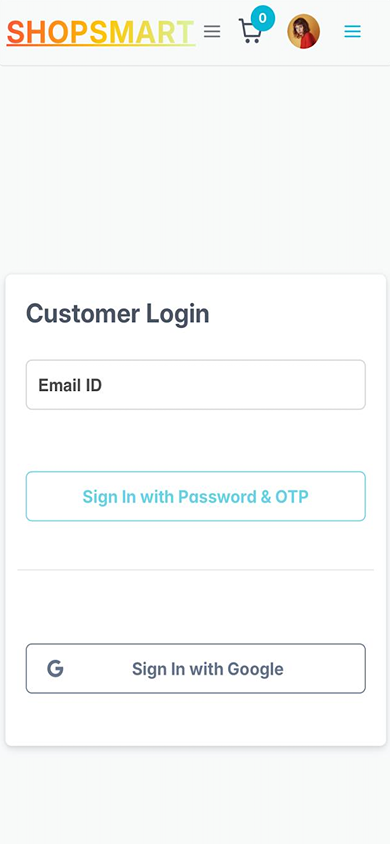 SHOPSMART
0
Customer Login
Email ID
Sign In with Password & OTP
G Sign In with Google